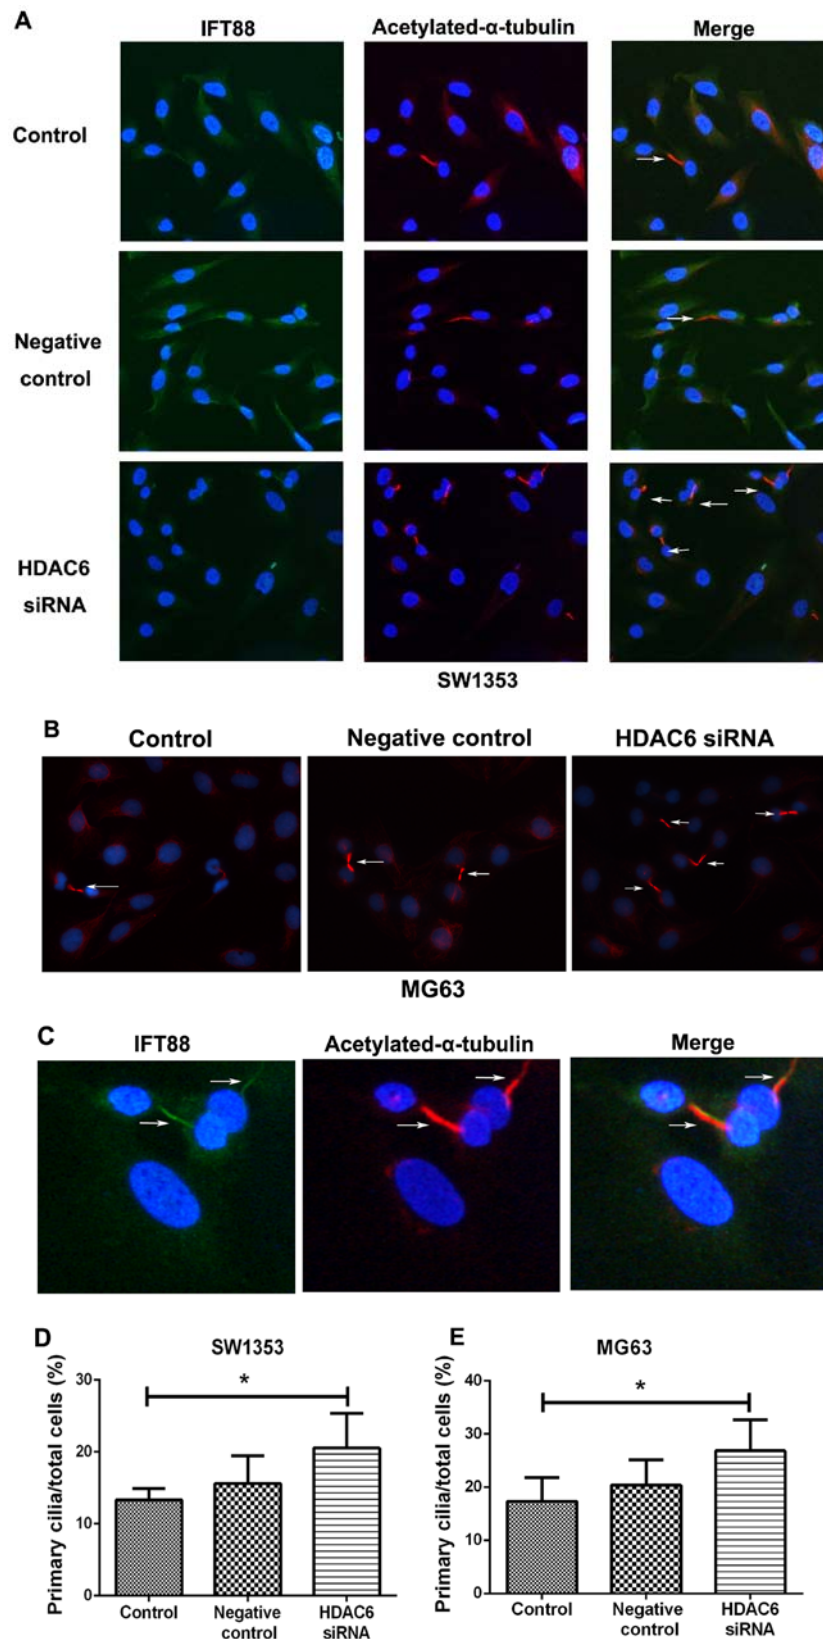 A
IFT88
Acetylated-α-tubulin
Merge
Control
Negative
control
HDAC6
siRNA
SW1353
B
Control
Negative control
HDAC6 siRNA
MG63
C
IFT88
Acetylated-α-tubulin
Merge
D
SW1353
Primary cilia/total cells (%)
30
20
10
0
*
Control
Negative
control
HDAC6
siRNA
E
MG63
Primary cilia/total cells (%)
40
30
20
10
0
*
Control
Negative
control
HDAC6
siRNA